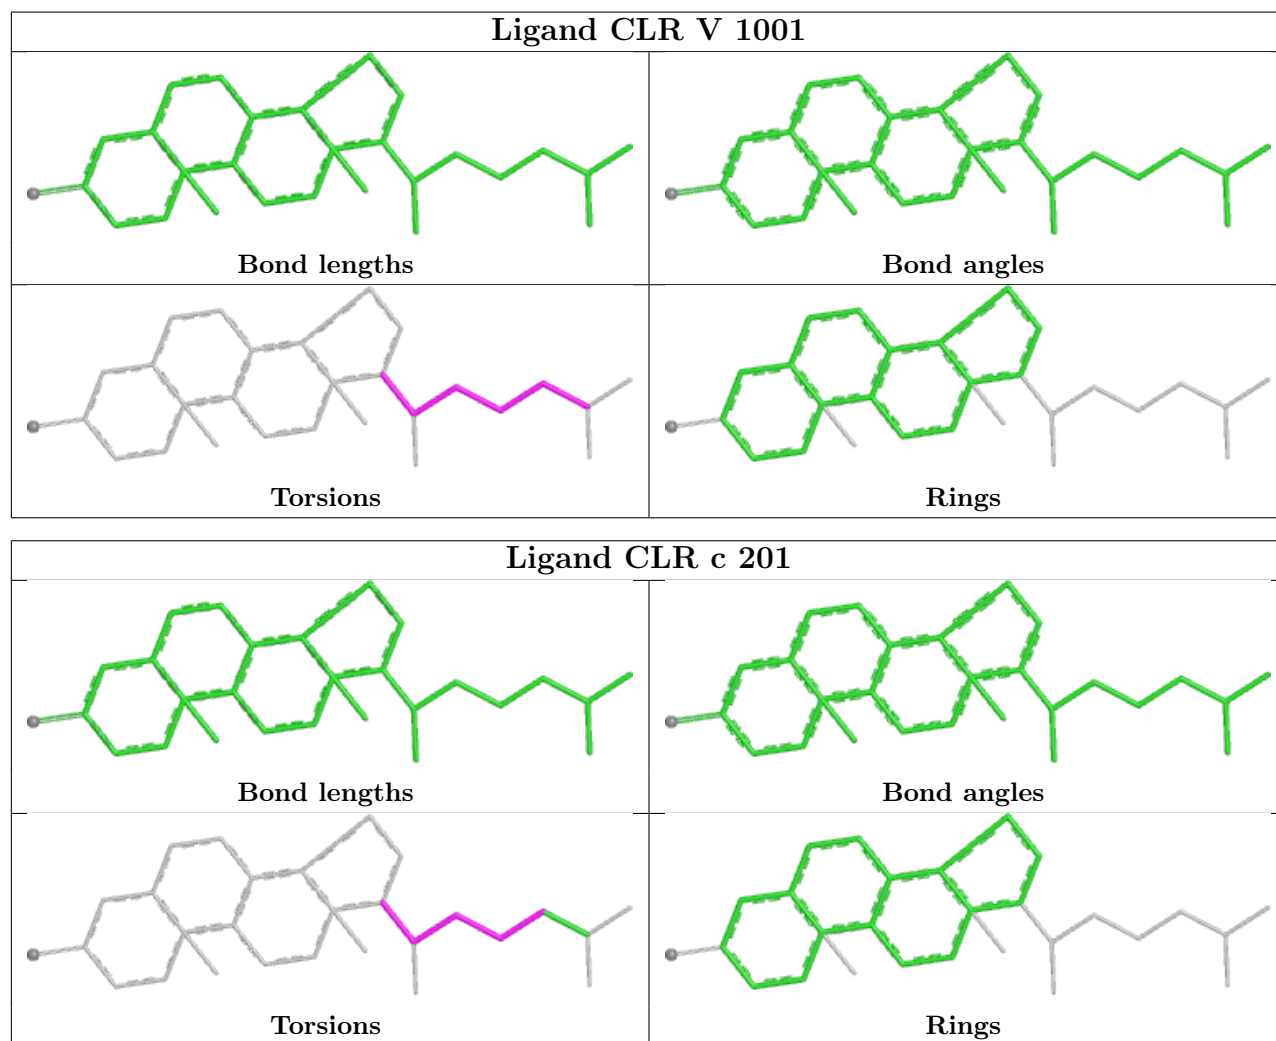 Ligand CLR V 1001
Bond lengths
Bond angles
Torsions
Rings
Ligand CLR c 201
Bond lengths
Bond angles
Torsions
Rings